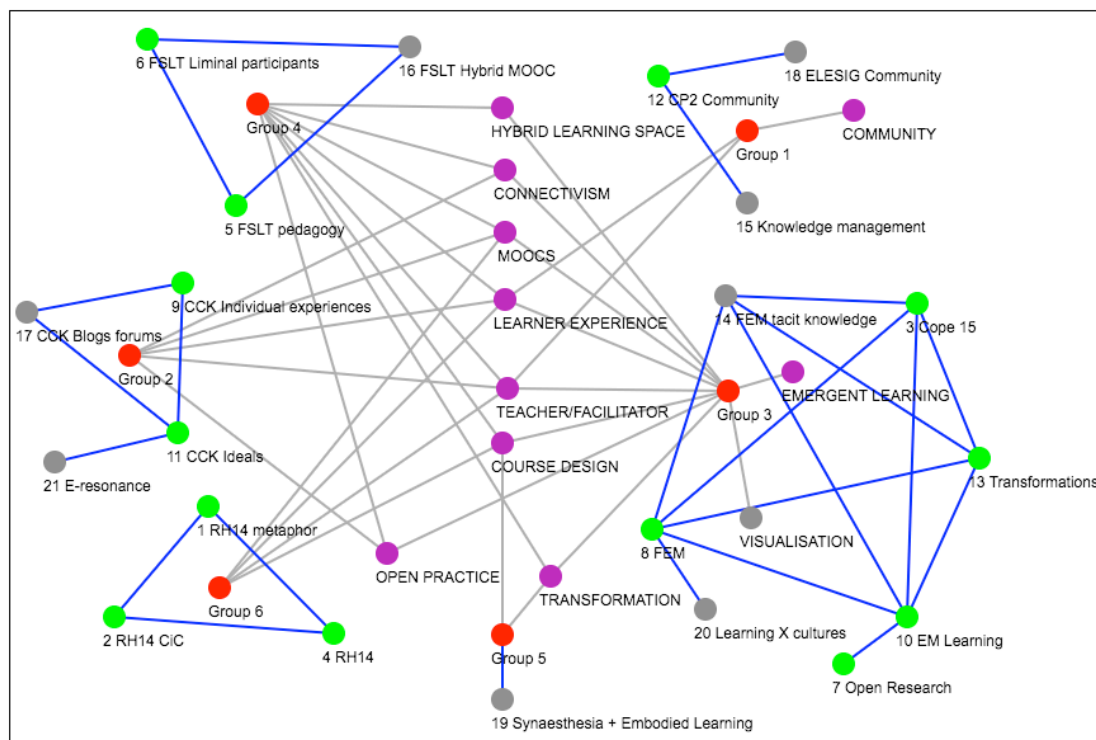 6 FSLT Liminal participants
16 FSLT Hybrid MOOC
18 ELESIG Community
12 CP2 Community
Group 4
HYBRID LEARNING SPACE
COMMUNITY
Group 1
CONNECTIVISM
5 FSLT pedagogy
15 Knowledge management
MOOCS
9 CCK Individual experiences
LEARNER EXPERIENCE
14 FEM tacit knowledge
3 Cope 15
17 CCK Blogs forums
Group 2
EMERGENT LEARNING
TEACHER/FACILITATOR
Group 3
11 CCK Ideals
COURSE DESIGN
13 Transformations
21 E-resonance
1 RH14 metaphor
VISUALISATION
8 FEM
OPEN PRACTICE
TRANSFORMATION
Group 6
20 Learning X cultures
2 RH14 CiC
4 RH14
Group 5
10 EM Learning
7 Open Research
19 Synaesthesia + Embodied Learning